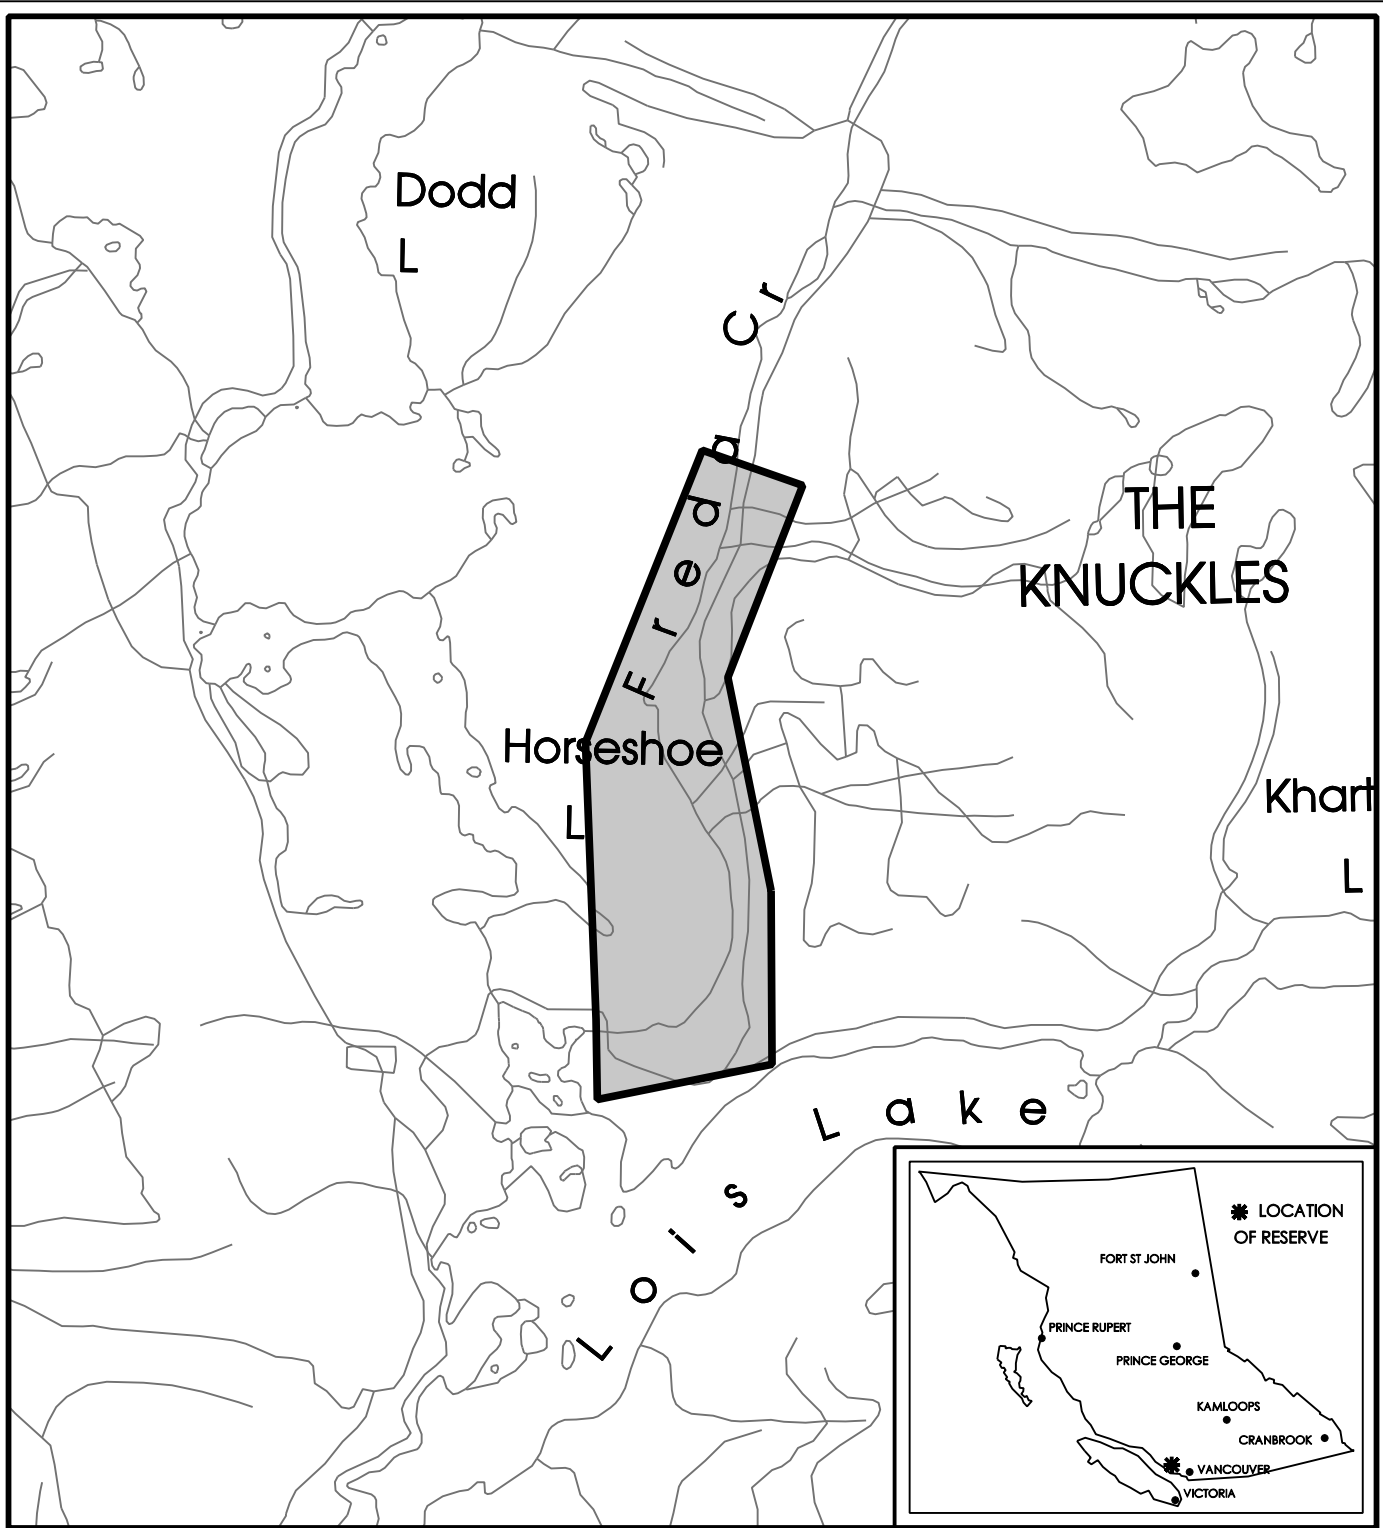 Dodd
L
Freda Cr
THE
KNUCKLES
Horseshoe
L
Khart
L
Lois Lake
LOCATION
OF RESERVE
FORT ST JOHN
PRINCE RUPERT
PRINCE GEORGE
KAMLOOPS
CRANBROOK
VANCOUVER
VICTORIA